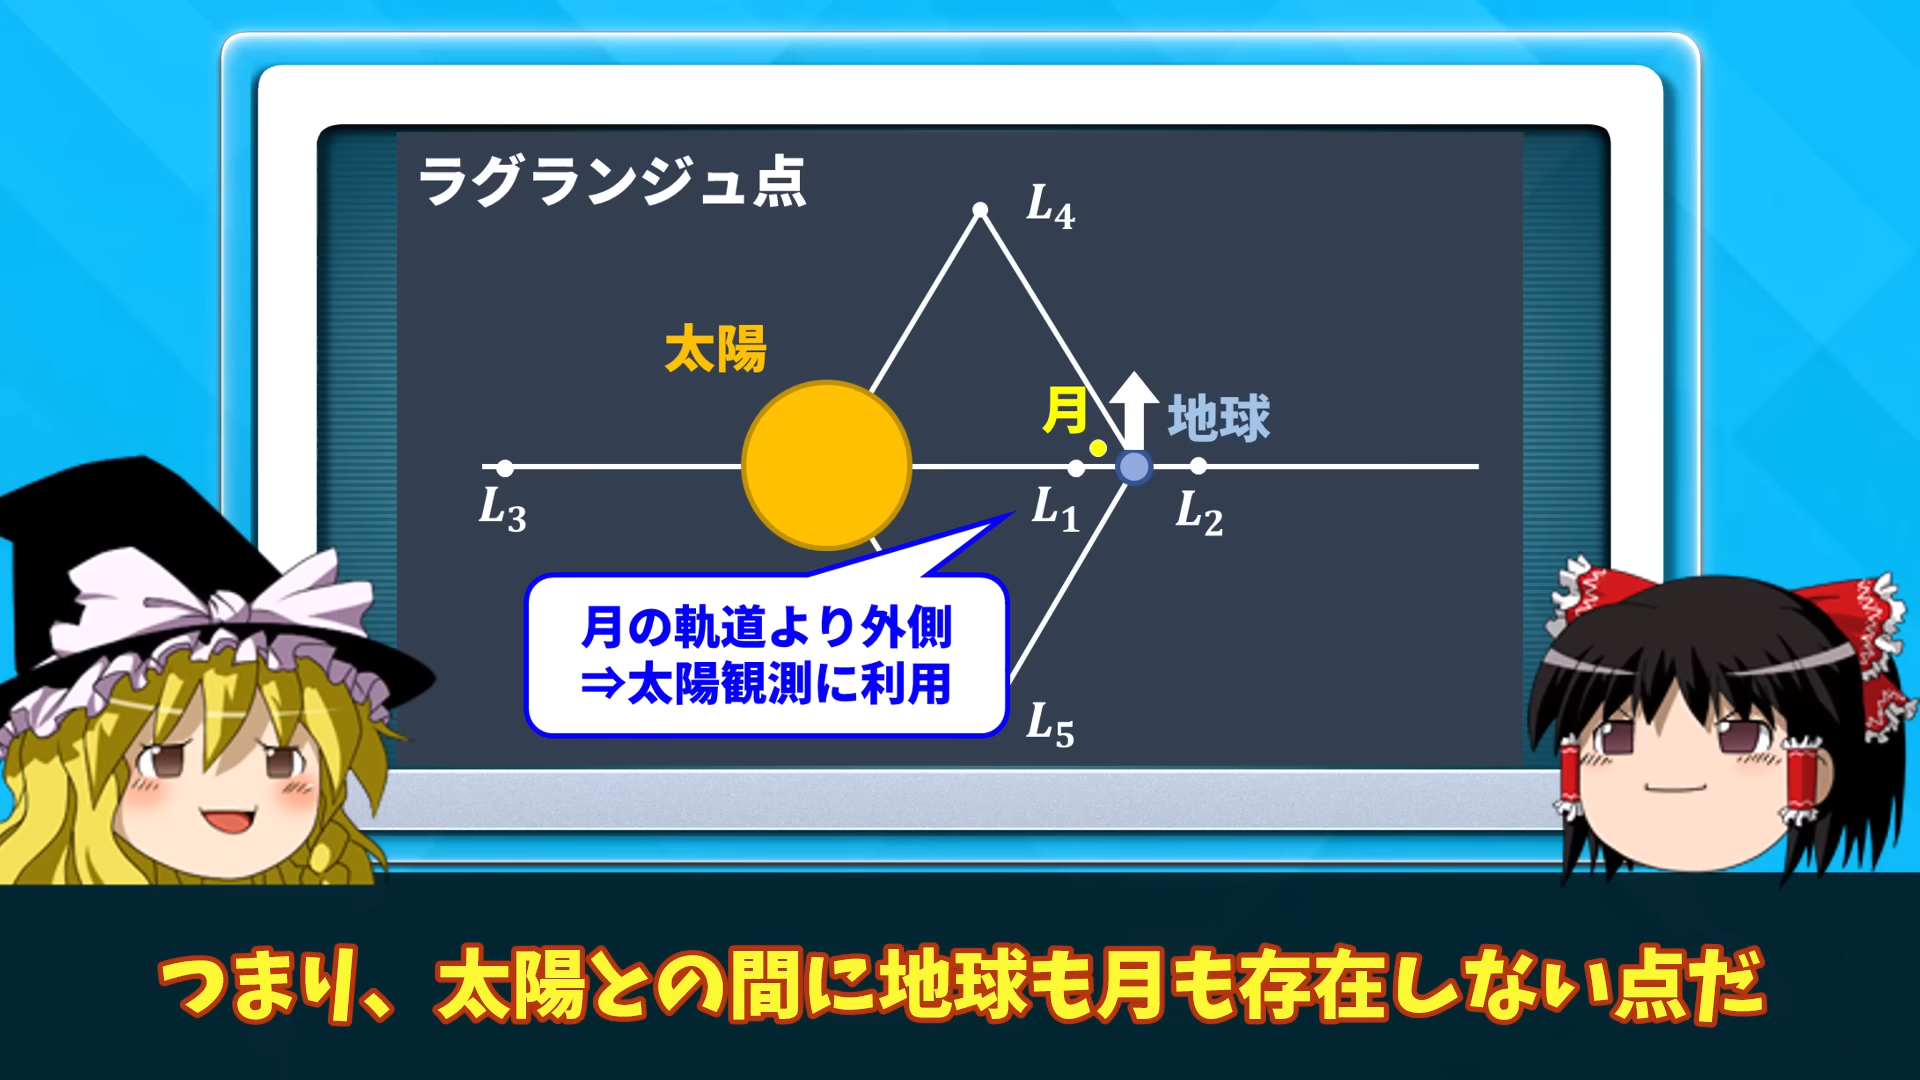 ラグランジュ点
L4
太陽
月
地球
L3
L1
L2
月の軌道より外側
⇒太陽観測に利用
L5
つまり、太陽との間に地球も月も存在しない点だ